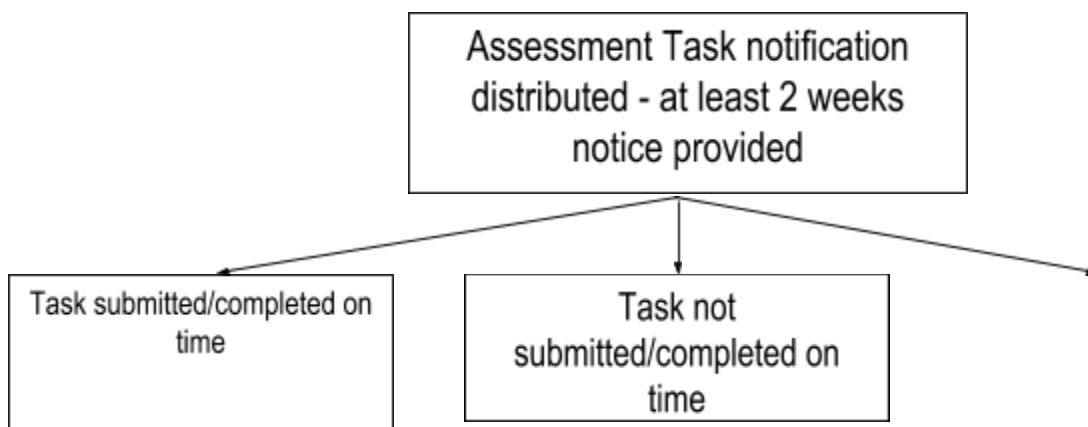 Assessment Task notification
distributed - at least 2 weeks
notice provided
Task submitted/completed on
time
Task not
submitted/completed on
time